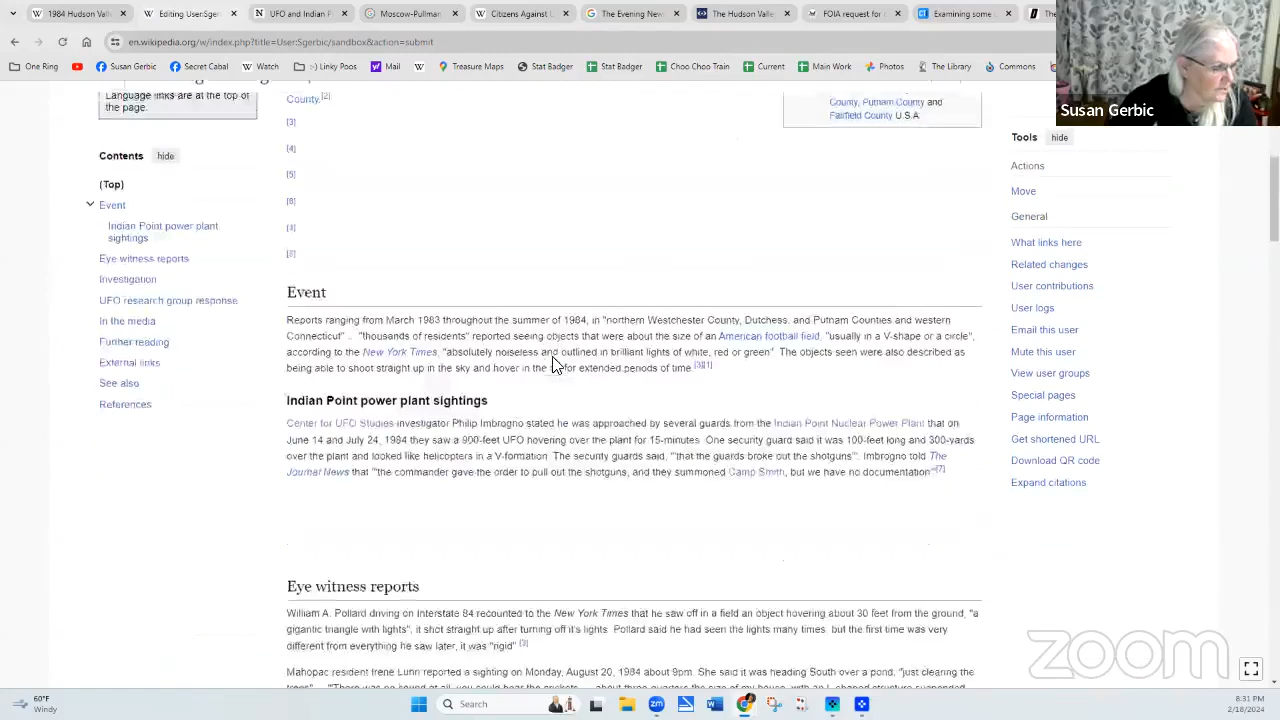 1984 Hudson Valle
Editing User:Sgerb
UFO and Extraterre
Moscow-Pullman
Citizens Against U
The Evening News
The Hudson Valley
FOIA request for c
Examining some
The
en.wikipedia.org/w/index.php?title=User:Sgerbic/sandbox&action=submit
One Ring
Susan Gerbic
Secret Cabal
Watch
:-) Linky Poo
Mail
Treasure Maps
Stat Badger
Stat Badger
Choo Choo Train
Current
Main Work
Photos
The Library
Commons
Susan Gerbic
Language links are at the top of
the page.
Contents hide
(Top)
Event
Indian Point power plant
sightings
Eye witness reports
Investigation
UFO research group response
In the media
Further reading
External links
See also
References
County.[2]
[3]
[4]
[5]
[6]
County, Putnam County and
Fairfield County U.S.A.
Event
Reports ranging from March 1983 throughout the summer of 1984, in "northern Westchester County, Dutchess, and Putnam Counties and western
Connecticut" "thousands of residents" reported seeing objects that were about the size of an American football field, "usually in a V-shape or a circle",
according to the New York Times, "absolutely noiseless and outlined in brilliant lights of white, red or green" The objects seen were also described as
being able to shoot straight up in the sky and hover in the for extended periods of time.[3][1]
Indian Point power plant sightings
Center for UFO Studies investigator Philip Imbrogno stated he was approached by several guards from the Indian Point Nuclear Power Plant that on
June 14 and July 24, 1984 they saw a 900-feet UFO hovering over the plant for 15-minutes. One security guard said it was 100-feet long and 300-yards
over the plant and looked like helicopters in a V-formation. The security guards said, "'that the guards broke out the shotguns'". Imbrogno told The
Journal News that "'the commander gave the order to pull out the shotguns, and they summoned Camp Smith, but we have no documentation'"[7]
Eye witness reports
William A. Pollard driving on Interstate 84 recounted to the New York Times that he saw off in a field an object hovering about 30 feet from the ground, "a
gigantic triangle with lights", it shot straight up after turning off it's lights. Pollard said he had seen the lights many times, but the first time was very
different from everything he saw later, it was "rigid" [3]
Mahopac resident Irene Lunn reported a sighting on Monday, August 20, 1984 about 9pm. She said it was heading South over a pond, "just clearing the
Tools hide
Actions
Move
General
What links here
Related changes
User contributions
User logs
Email this user
Mute this user
View user groups
Special pages
Page information
Get shortened URL
Download QR code
Expand citations
zoom
60°F
Windy
Search
8:31 PM
2/18/2024